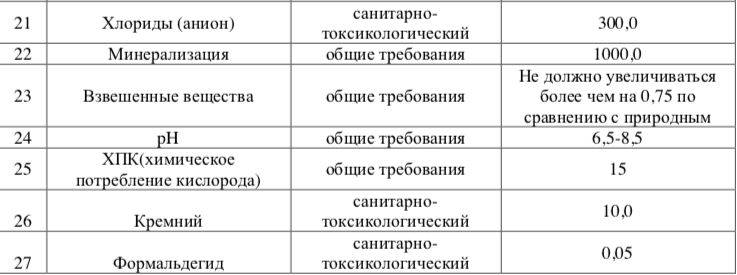 21 Хлориды (анион) санитарно-токсикологический 300,0
22 Минерализация общие требования 1000,0
23 Взвешенные вещества общие требования Не должно увеличиваться более чем на 0,75 по сравнению с природным
24 pH общие требования 6,5-8,5
25 ХПК(химическое потребление кислорода) общие требования 15
26 Кремний санитарно-токсикологический 10,0
27 Формальдегид санитарно-токсикологический 0,05